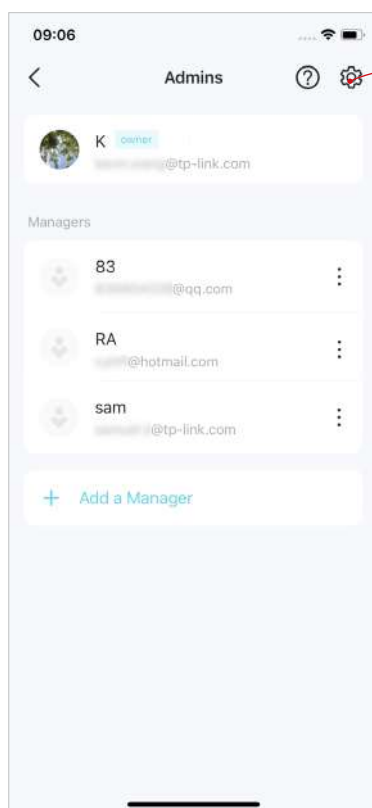 09:06
Admins
K owner
@tp-link.com
Managers
83
@qq.com
RA
@hotmail.com
sam
@tp-link.com
+ Add a Manager